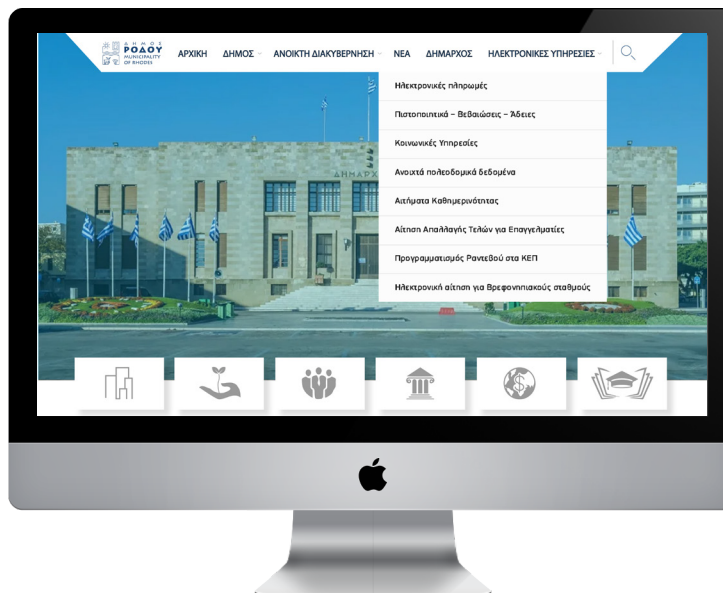 ΔΗΜΟΣ
ΡΟΔΟΥ
MUNICIPALITY
OF RHODES
ΑΡΧΙΚΗ ΔΗΜΟΣ ΑΝΟΙΚΤΗ ΔΙΑΚΥΒΕΡΝΗΣΗ ΝΕΑ ΔΗΜΑΡΧΟΣ ΗΛΕΚΤΡΟΝΙΚΕΣ ΥΠΗΡΕΣΙΕΣ
Ηλεκτρονικές πληρωμές
Πιστοποιητικά – Βεβαιώσεις – Άδειες
Κοινωνικές Υπηρεσίες
Ανοιχτά πολεοδομικά δεδομένα
Αιτήματα Καθημερινότητας
Αίτηση Απαλλαγής Τελών για Επαγγελματίες
Προγραμματισμός Ραντεβού στα ΚΕΠ
Ηλεκτρονική αίτηση για Βρεφονηπιακούς σταθμούς
ΔΗΜΑΡΧ